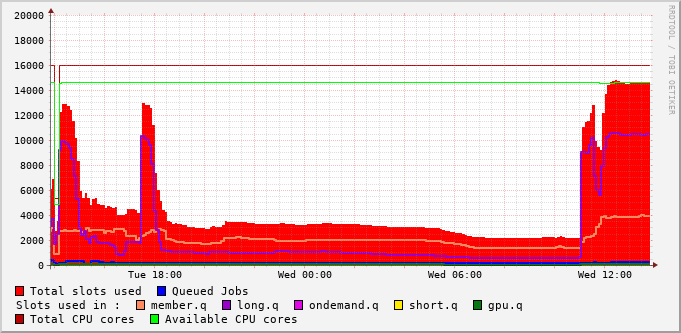 RRDTOOL / TOBI OETIKER
20000
18000
16000
14000
12000
10000
8000
6000
4000
2000
0
Tue 18:00 Wed 00:00 Wed 06:00 Wed 12:00
Total slots used Queued Jobs
Slots used in : member.q long.q ondemand.q short.q gpu.q
Total CPU cores Available CPU cores